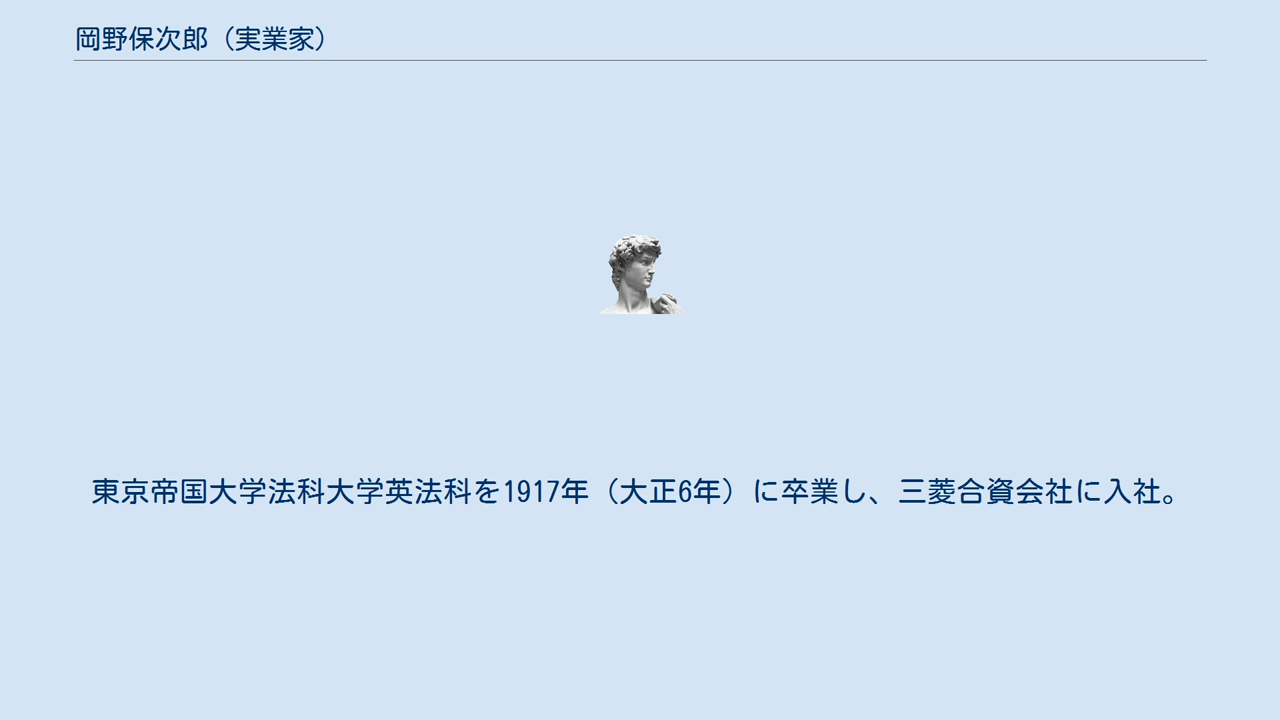 岡野保次郎（実業家）
東京帝国大学法科大学英法科を1917年（大正6年）に卒業し、三菱合資会社に入社。